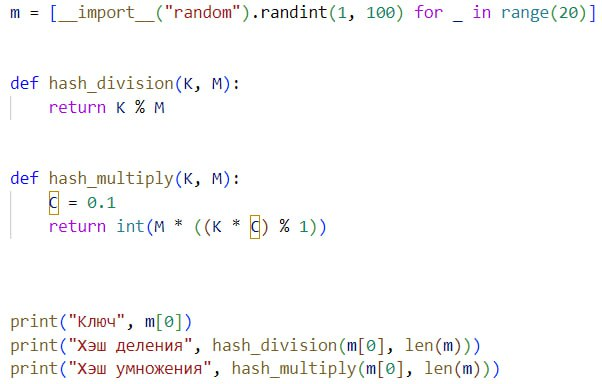 m = [__import__("random").randint(1, 100) for _ in range(20)]
def hash_division(K, M):
    return K % M
def hash_multiply(K, M):
    С = 0.1
    return int(M * ((K * С) % 1))
print("Ключ", m[0])
print("Хэш деления", hash_division(m[0], len(m)))
print("Хэш умножения", hash_multiply(m[0], len(m)))